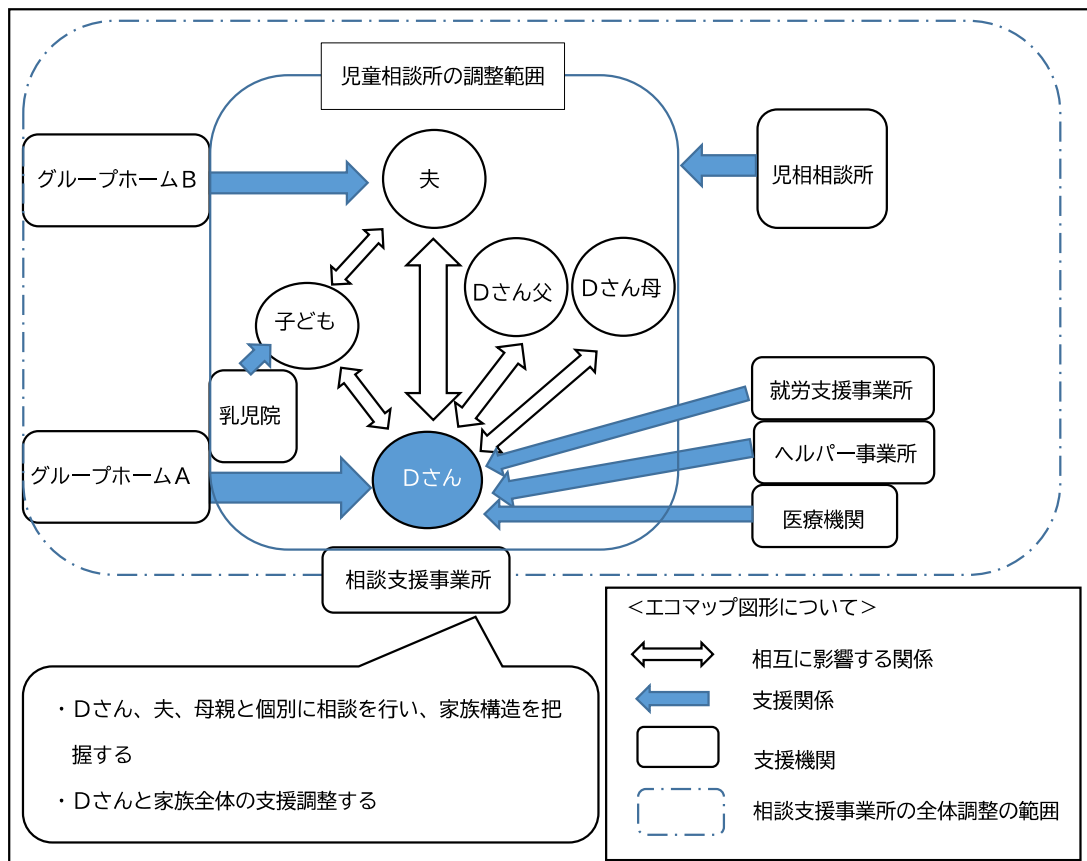 児童相談所の調整範囲
グループホームＢ
夫
児相相談所
Ｄさん父
Ｄさん母
子ども
乳児院
就労支援事業所
ヘルパー事業所
グループホームＡ
Ｄさん
医療機関
相談支援事業所
・Ｄさん、夫、母親と個別に相談を行い、家族構造を把
握する
・Ｄさんと家族全体の支援調整する
＜エコマップ図形について＞
相互に影響する関係
支援関係
支援機関
相談支援事業所の全体調整の範囲